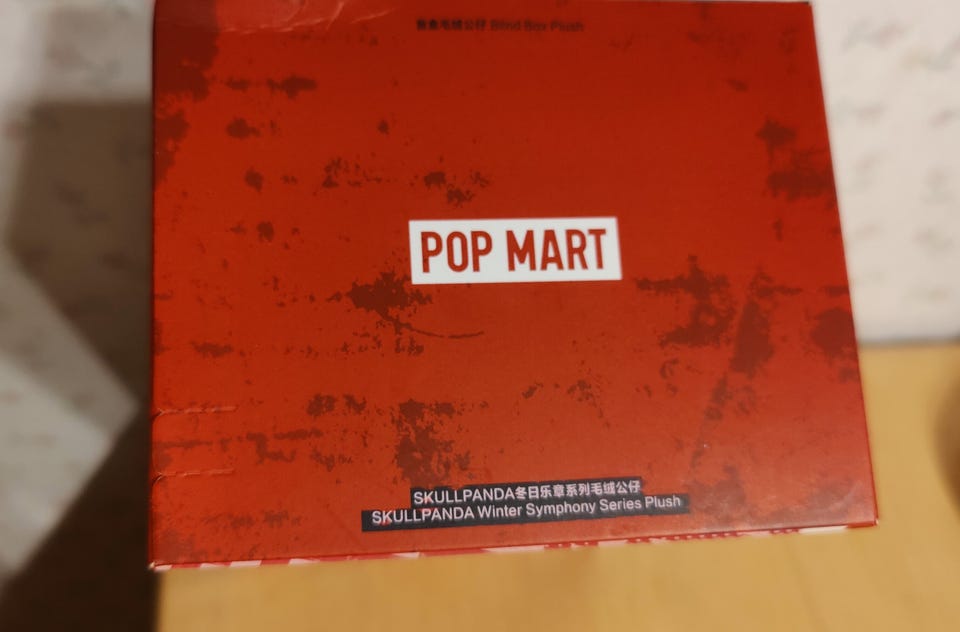 盲盒毛绒公仔 Blind Box Plush
POP MART
SKULLPANDA冬日乐章系列毛绒公仔
SKULLPANDA Winter Symphony Series Plush